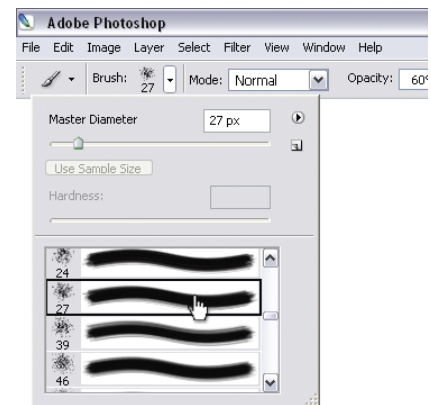 Adobe Photoshop
File Edit Image Layer Select Filter View Window Help
Brush: 27 Mode: Normal Opacity: 60%
Master Diameter 27 px
Use Sample Size
Hardness:
24
27
39
46